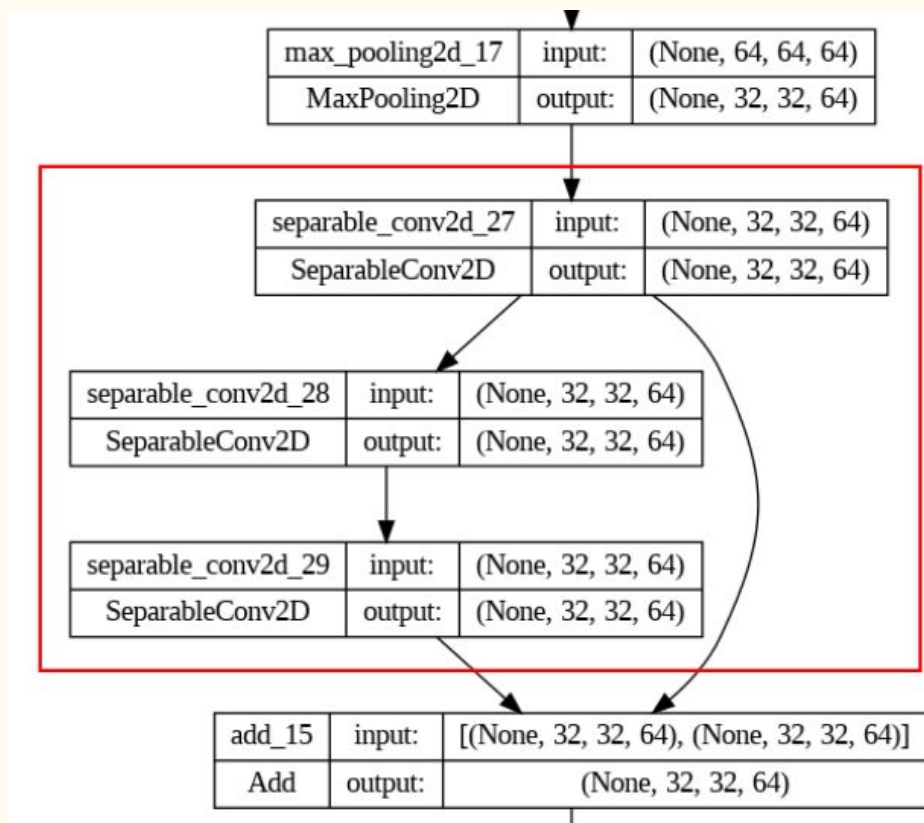 max_pooling2d_17 input: (None, 64, 64, 64)
MaxPooling2D output: (None, 32, 32, 64)
separable_conv2d_27 input: (None, 32, 32, 64)
SeparableConv2D output: (None, 32, 32, 64)
separable_conv2d_28 input: (None, 32, 32, 64)
SeparableConv2D output: (None, 32, 32, 64)
separable_conv2d_29 input: (None, 32, 32, 64)
SeparableConv2D output: (None, 32, 32, 64)
add_15 input: [(None, 32, 32, 64), (None, 32, 32, 64)]
Add output: (None, 32, 32, 64)